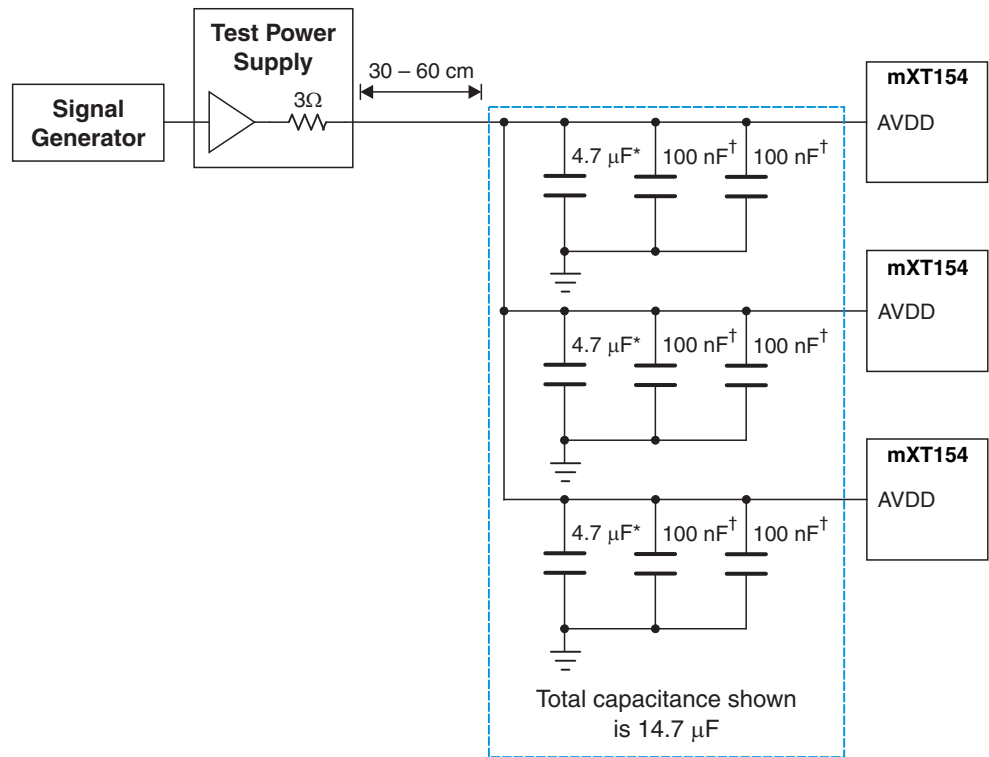 Test Power
Supply
3Ω
Signal
Generator
30 – 60 cm
mXT154
AVDD
4.7 μF*
100 nF†
100 nF†
mXT154
AVDD
4.7 μF*
100 nF†
100 nF†
mXT154
AVDD
4.7 μF*
100 nF†
100 nF†
Total capacitance shown
is 14.7 μF